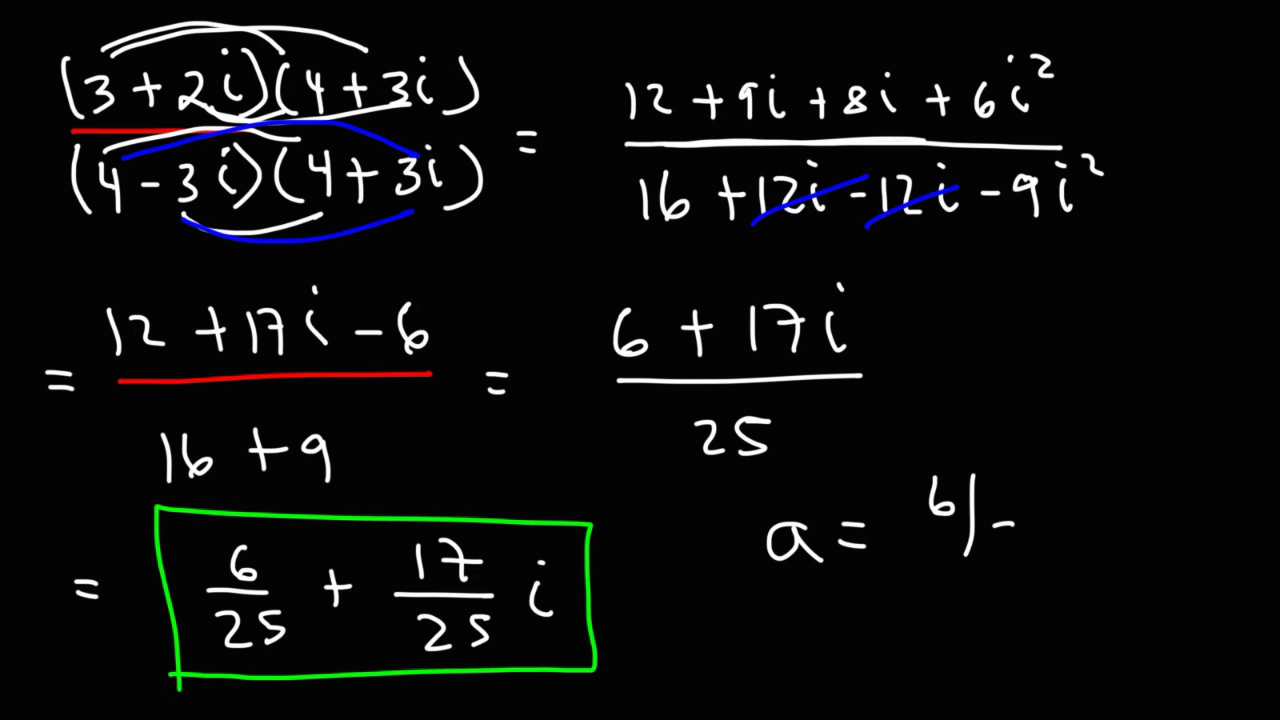 (3 + 2i)(4 + 3i)
(4 - 3i)(4 + 3i)
=
12 + 9i + 8i + 6i²
16 + 12i - 12i - 9i²
=
12 + 17i - 6
16 + 9
=
6 + 17i
25
=
6/25 + 17/25 i
a = 6/-